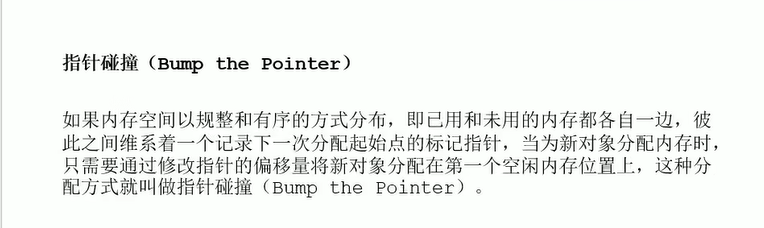 指针碰撞（Bump the Pointer）
如果内存空间以规整和有序的方式分布，即已用和未用的内存都各自一边，彼
此之间维系着一个记录下一次分配起始点的标记指针，当为新对象分配内存时，
只需要通过修改指针的偏移量将新对象分配在第一个空闲内存位置上，这种分
配方式就叫做指针碰撞（Bump the Pointer）。